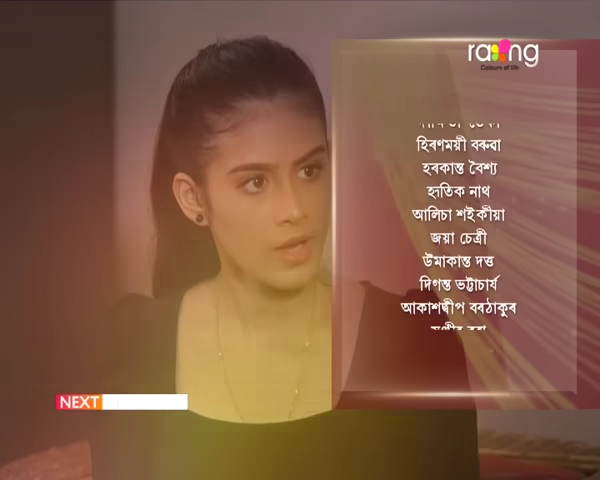 rang
Colours of life
হিৰণময়ী বৰুৱা
হৰকান্ত বৈশ্য
হৃতিক নাথ
আলিচা শইকীয়া
জয়া চেত্ৰী
উমাকান্ত দত্ত
দিগন্ত ভট্টাচাৰ্য
আকাশদ্বীপ বৰঠাকুৰ
NEXT